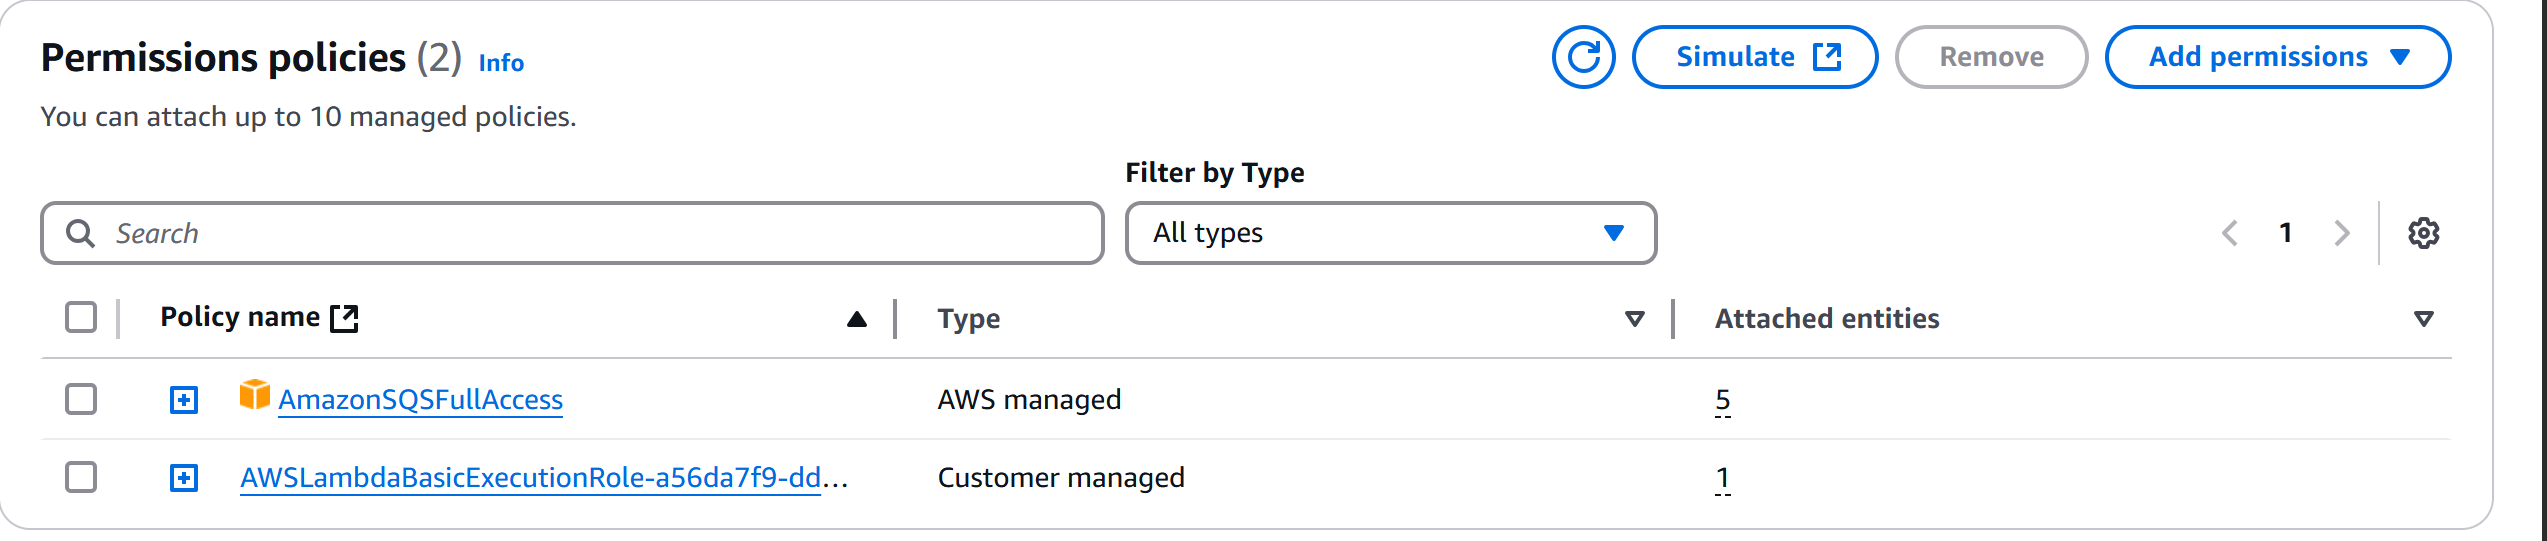 Permissions policies (2) Info
Simulate
Remove
Add permissions
You can attach up to 10 managed policies.
Filter by Type
Search
All types
1
Policy name
Type
Attached entities
AmazonSQSFullAccess
AWS managed
5
AWSLambdaBasicExecutionRole-a56da7f9-dd...
Customer managed
1